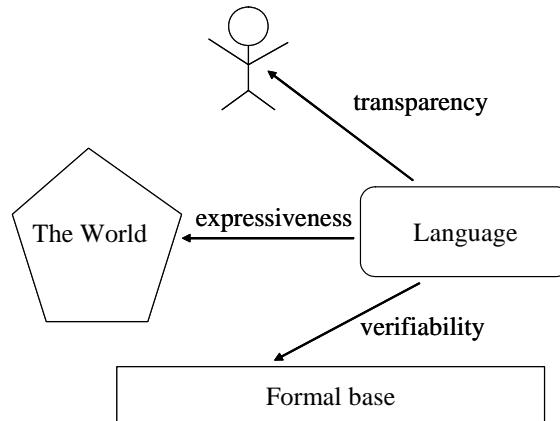 transparency
expressiveness
The World
Language
verifiability
Formal base